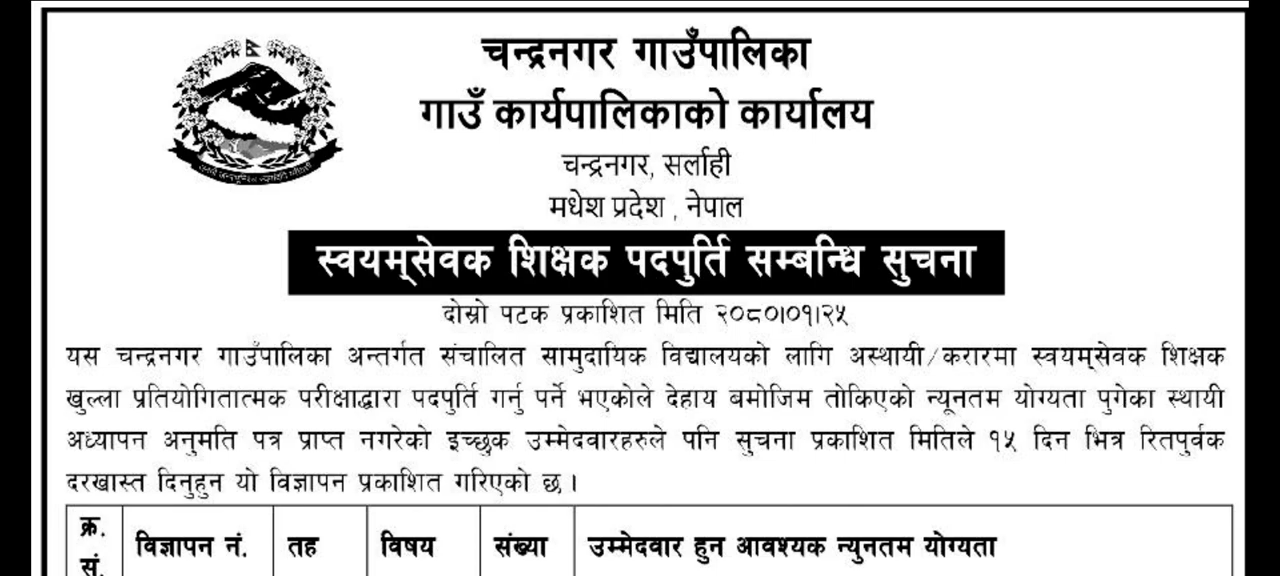 चन्द्रनगर गाउँपालिका
गाउँ कार्यपालिकाको कार्यालय
चन्द्रनगर, सर्लाही
मधेश प्रदेश , नेपाल
स्वयम्‌सेवक शिक्षक पदपुर्ति सम्बन्धि सुचना
दोस्रो पटक प्रकाशित मिति २०८०।०१।२५
यस चन्द्रनगर गाउँपालिका अन्तर्गत संचालित सामुदायिक विद्यालयको लागि अस्थायी/करारमा स्वयम्‌सेवक शिक्षक
खुल्ला प्रतियोगितात्मक परीक्षाद्धारा पदपुर्ति गर्नु पर्ने भएकोले देहाय बमोजिम तोकिएको न्यूनतम योग्यता पुगेका स्थायी
अध्यापन अनुमति पत्र प्राप्त नगरेको इच्छुक उम्मेदवारहरुले पनि सुचना प्रकाशित मितिले १५ दिन भित्र रितपुर्वक
दरखास्त दिनुहुन यो विज्ञापन प्रकाशित गरिएको छ ।
क्र. सं. विज्ञापन नं. तह विषय संख्या उम्मेदवार हुन आवश्यक न्युनतम योग्यता